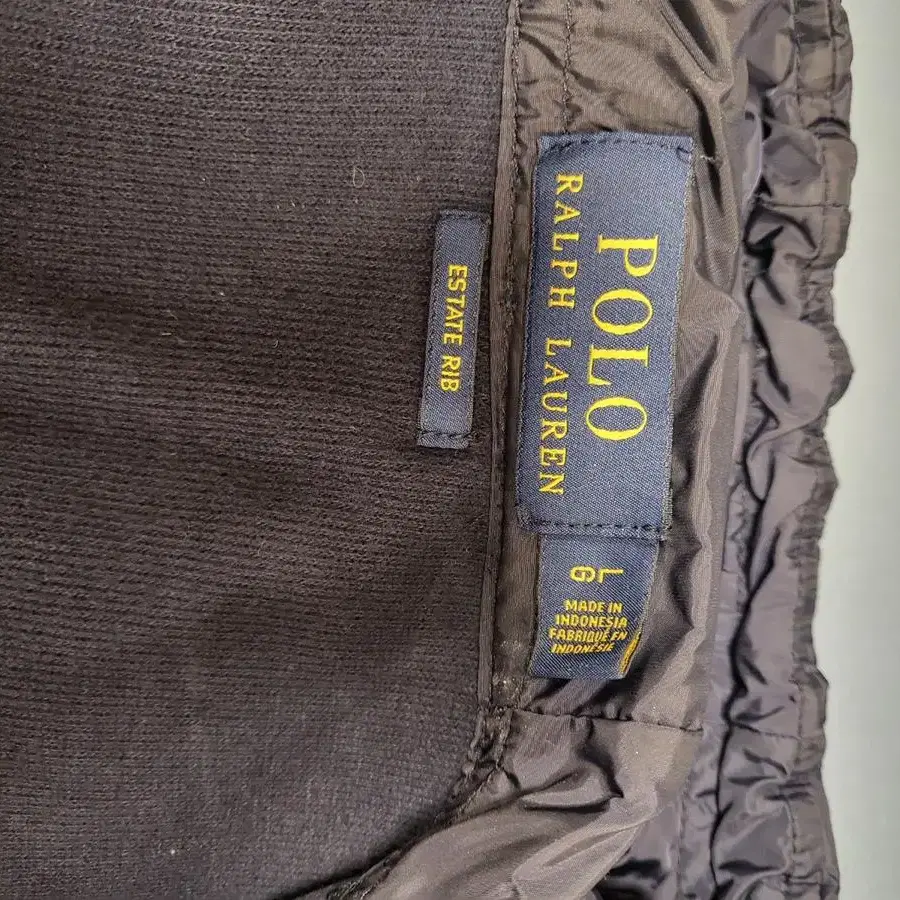 POLO
RALPH LAUREN
ESTATE RIB
L
G
MADE IN
INDONESIA
FABRIQUÉ EN
INDONÉSIE